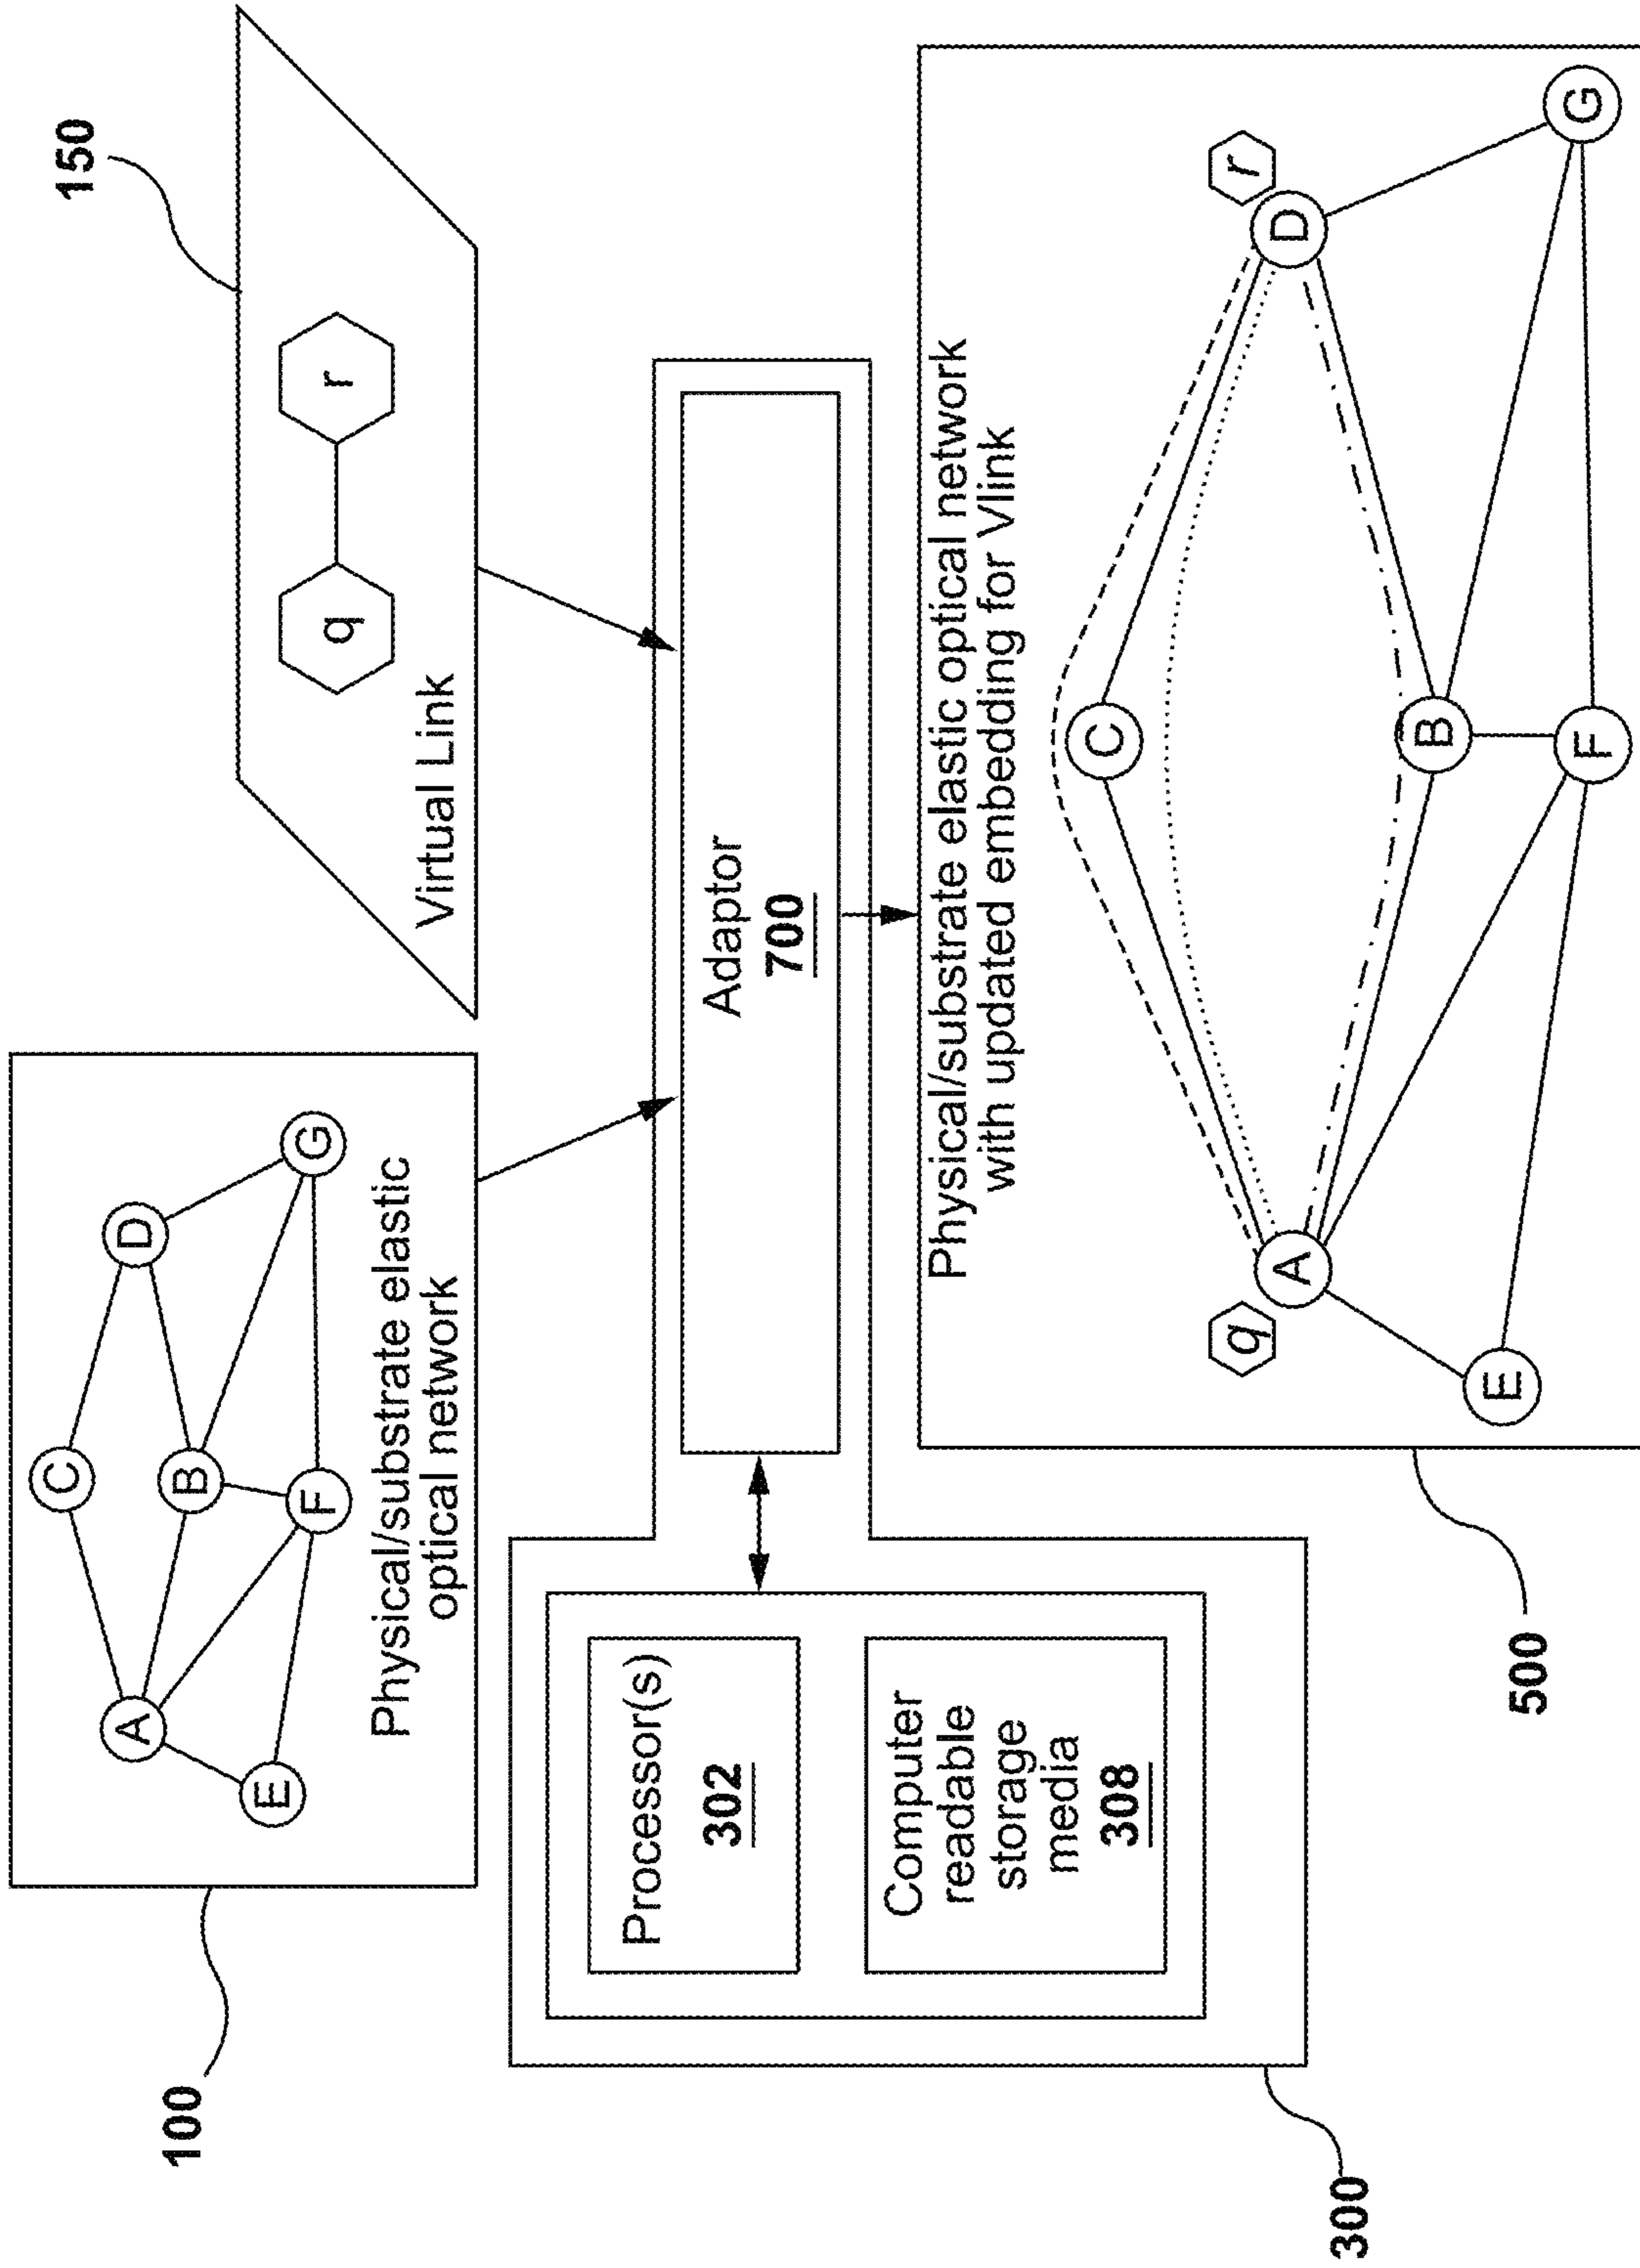 100
A
C
D
B
E
F
G
Physical/substrate elastic
optical network
150
q
r
Virtual Link
Adaptor
700
Processor(s)
302
Computer
readable
storage
media
308
300
Physical/substrate elastic optical network
with updated embedding for Vlink
q
r
A
C
D
B
E
F
G
500